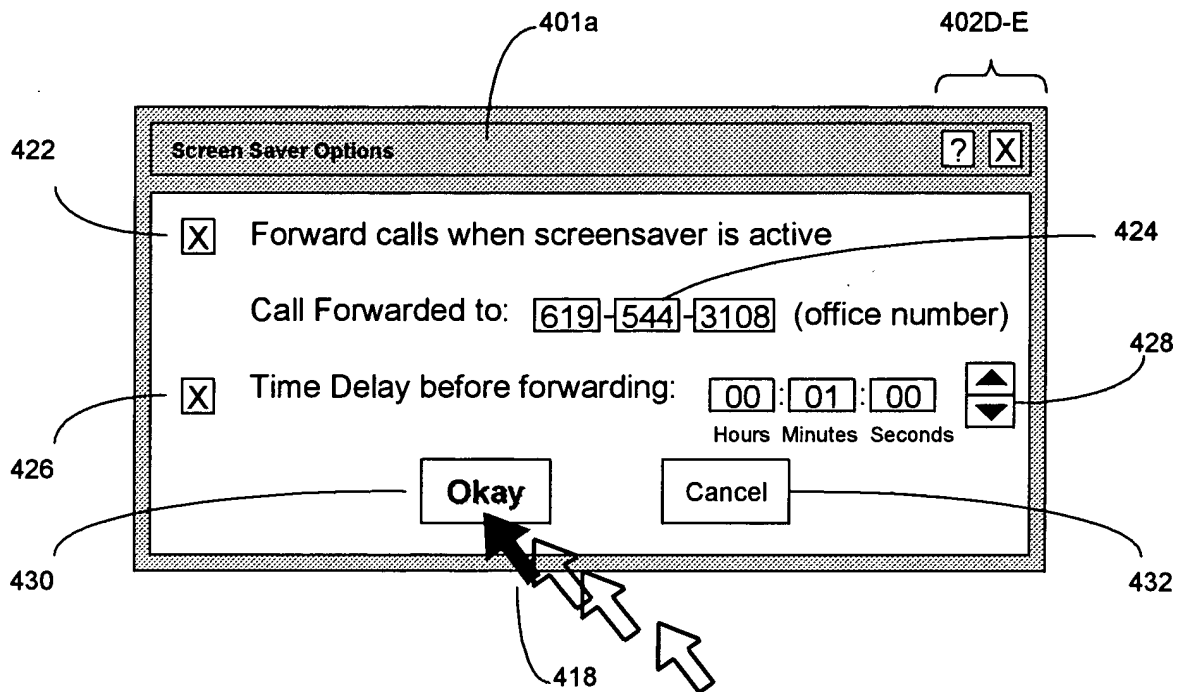 401a 402D-E
Screen Saver Options ? X
422
X Forward calls when screensaver is active
424
Call Forwarded to: 619-544-3108 (office number)
428
X Time Delay before forwarding: 00:01:00
Hours Minutes Seconds
426
Okay Cancel
430 432
418